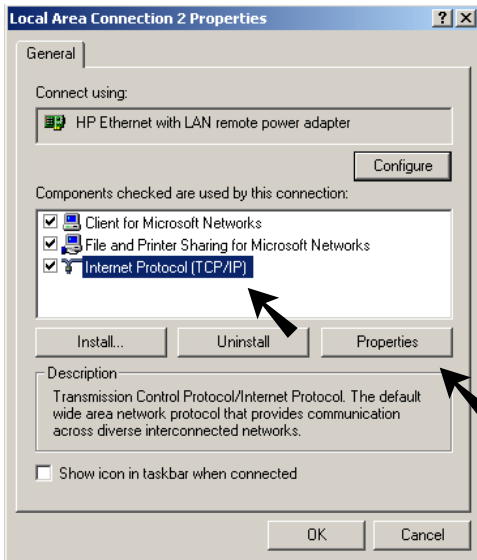 Local Area Connection 2 Properties
General
Connect using:
HP Ethernet with LAN remote power adapter
Configure
Components checked are used by this connection:
Client for Microsoft Networks
File and Printer Sharing for Microsoft Networks
Internet Protocol (TCP/IP)
Install... Uninstall Properties
Description
Transmission Control Protocol/Internet Protocol. The default
wide area network protocol that provides communication
across diverse interconnected networks.
Show icon in taskbar when connected
OK Cancel